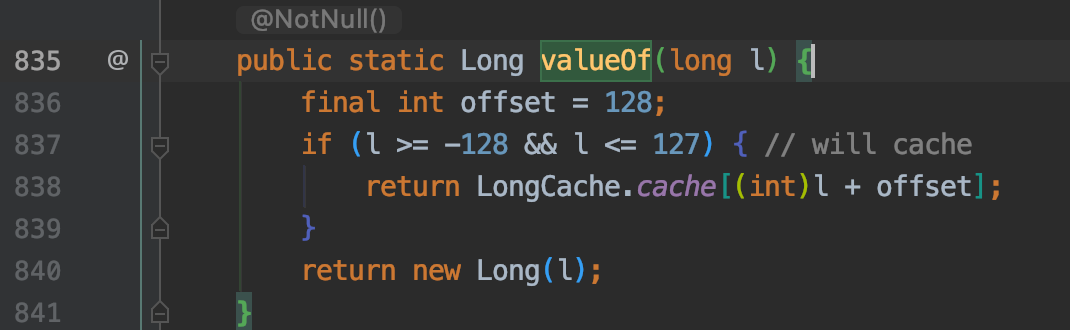 @NotNull()
835 @ public static Long valueOf(long l) {
836 final int offset = 128;
837 if (l >= -128 && l <= 127) { // will cache
838 return LongCache.cache[(int)l + offset];
839 }
840 return new Long(l);
841 }